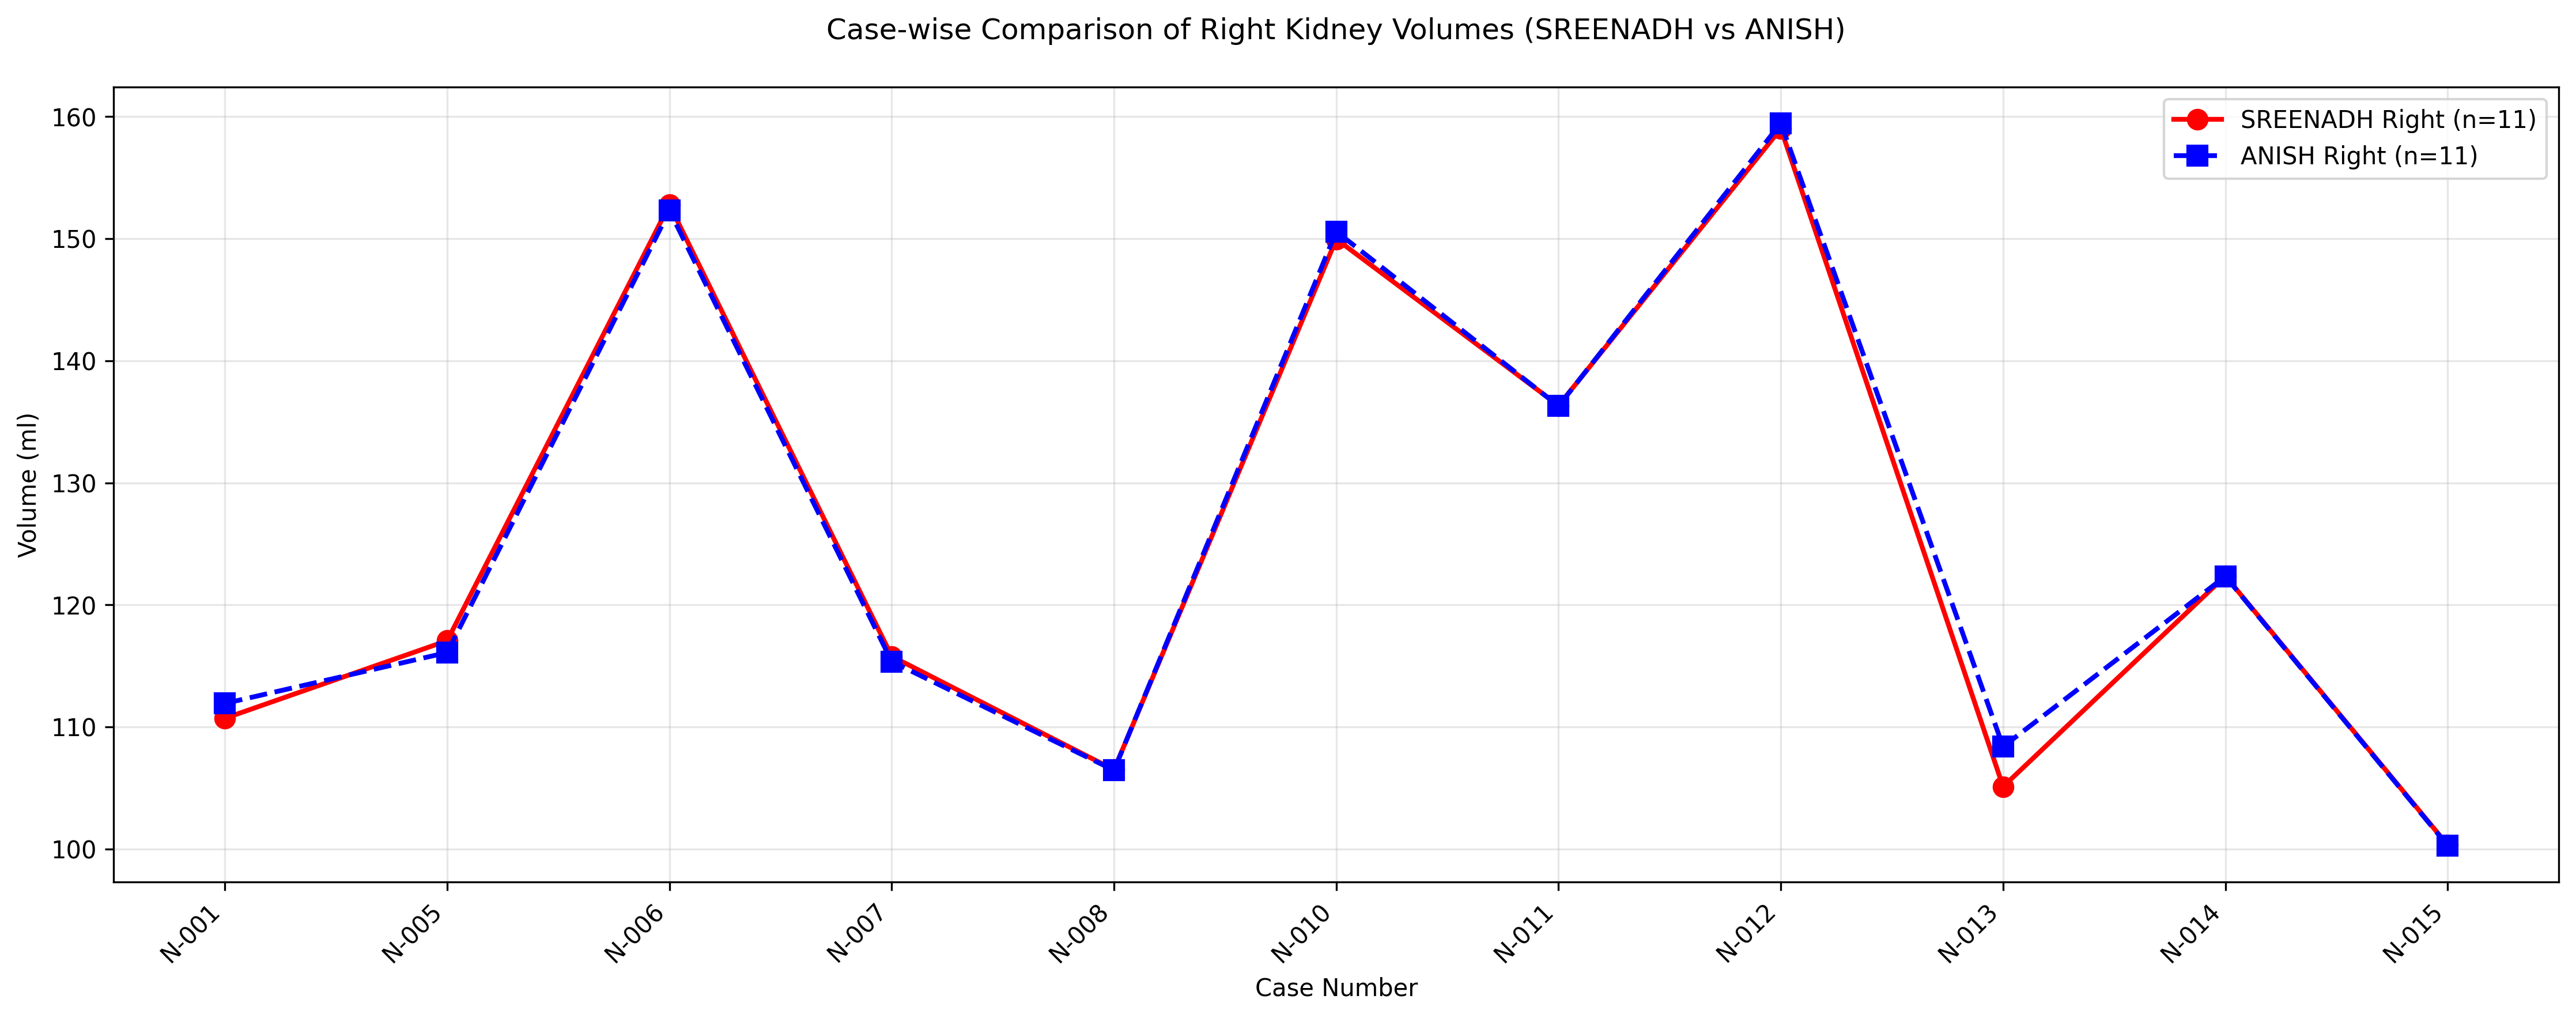 Case-wise Comparison of Right Kidney Volumes (SREENADH vs ANISH)
SREENADH Right (n=11)
ANISH Right (n=11)
Volume (ml)
160
150
140
130
120
110
100
N-001
N-005
N-006
N-007
N-008
N-010
N-011
N-012
N-013
N-014
N-015
Case Number